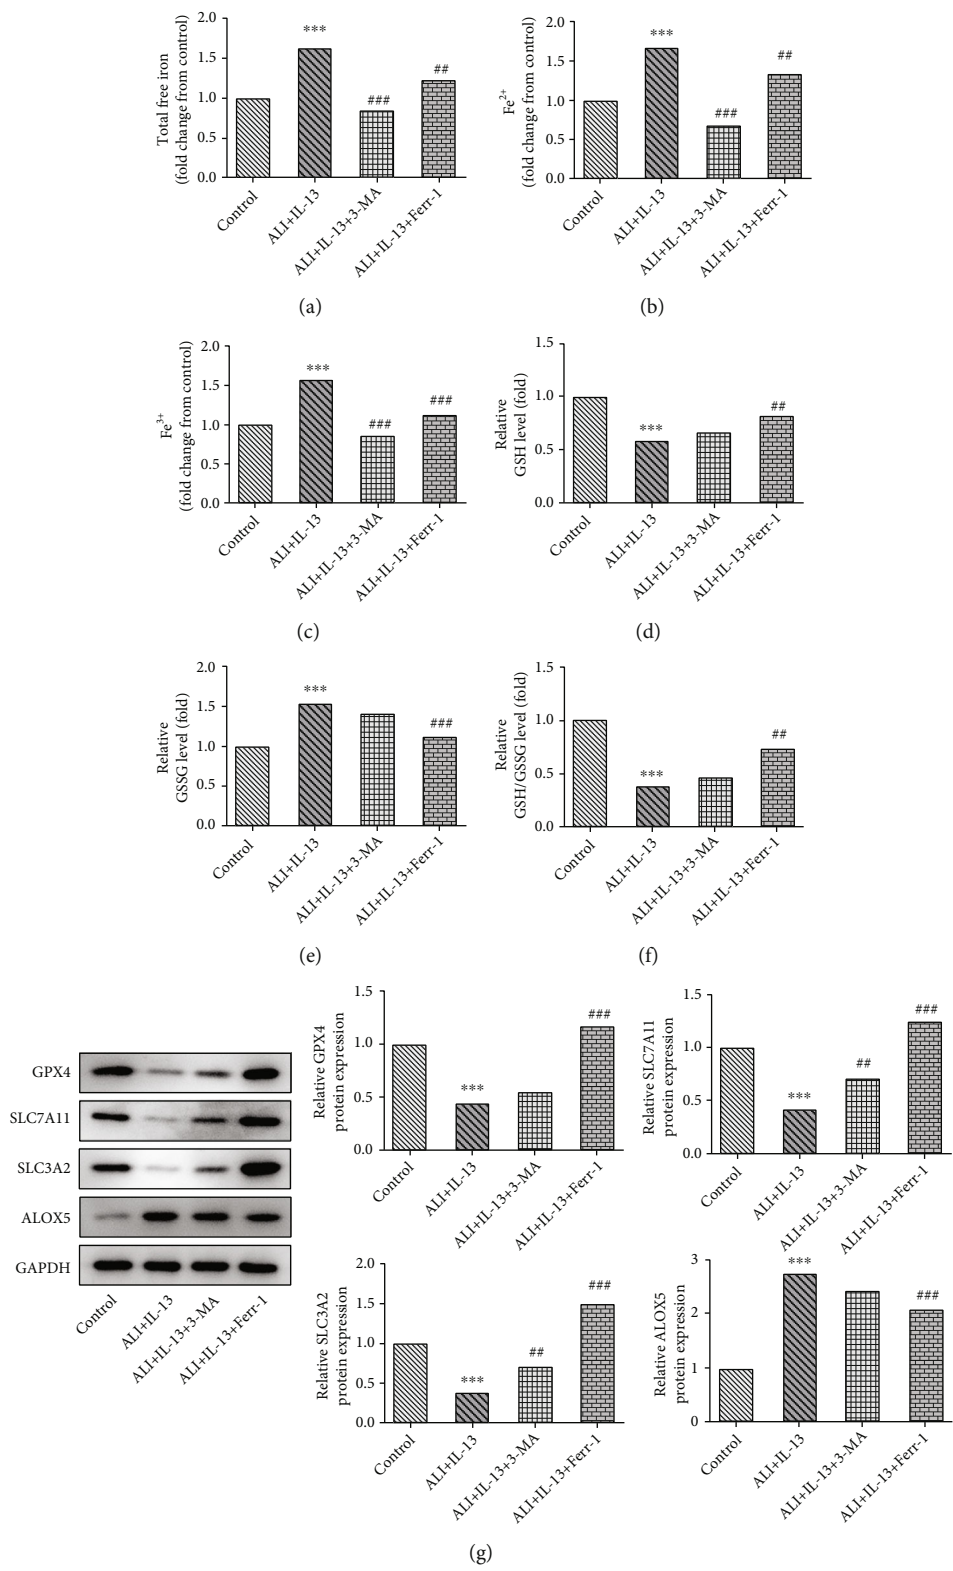 Total free iron
(fold change from control)
2.0
1.5
1.0
0.5
0.0
***
###
##
Control
ALI+IL-13
ALI+IL-13+3-MA
ALI+IL-13+Ferr-1
(a)
Fe2+
(fold change from control)
2.0
1.5
1.0
0.5
0.0
***
###
##
Control
ALI+IL-13
ALI+IL-13+3-MA
ALI+IL-13+Ferr-1
(b)
Fe3+
(fold change from control)
2.0
1.5
1.0
0.5
0.0
***
###
###
Control
ALI+IL-13
ALI+IL-13+3-MA
ALI+IL-13+Ferr-1
(c)
Relative
GSH level (fold)
1.5
1.0
0.5
0.0
***
##
Control
ALI+IL-13
ALI+IL-13+3-MA
ALI+IL-13+Ferr-1
(d)
Relative
GSSG level (fold)
2.0
1.5
1.0
0.5
0.0
***
###
Control
ALI+IL-13
ALI+IL-13+3-MA
ALI+IL-13+Ferr-1
(e)
Relative
GSH/GSSG level (fold)
1.5
1.0
0.5
0.0
***
##
Control
ALI+IL-13
ALI+IL-13+3-MA
ALI+IL-13+Ferr-1
(f)
GPX4
SLC7A11
SLC3A2
ALOX5
GAPDH
Control
ALI+IL-13
ALI+IL-13+3-MA
ALI+IL-13+Ferr-1
Relative GPX4
protein expression
1.5
1.0
0.5
0.0
***
###
Control
ALI+IL-13
ALI+IL-13+3-MA
ALI+IL-13+Ferr-1
Relative SLC7A11
protein expression
1.5
1.0
0.5
0.0
***
##
###
Control
ALI+IL-13
ALI+IL-13+3-MA
ALI+IL-13+Ferr-1
Relative SLC3A2
protein expression
2.0
1.5
1.0
0.5
0.0
***
##
###
Control
ALI+IL-13
ALI+IL-13+3-MA
ALI+IL-13+Ferr-1
Relative ALOX5
protein expression
3
2
1
0
***
###
Control
ALI+IL-13
ALI+IL-13+3-MA
ALI+IL-13+Ferr-1
(g)